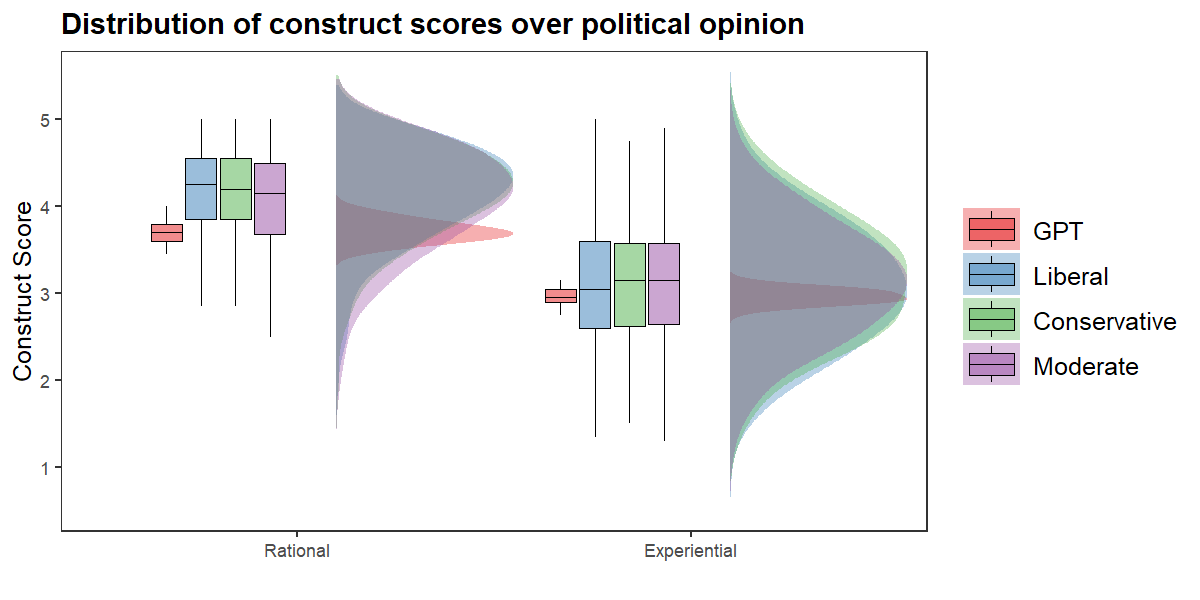 Distribution of construct scores over political opinion
Construct Score
5
4
3
2
1
Rational
Experiential
GPT
Liberal
Conservative
Moderate